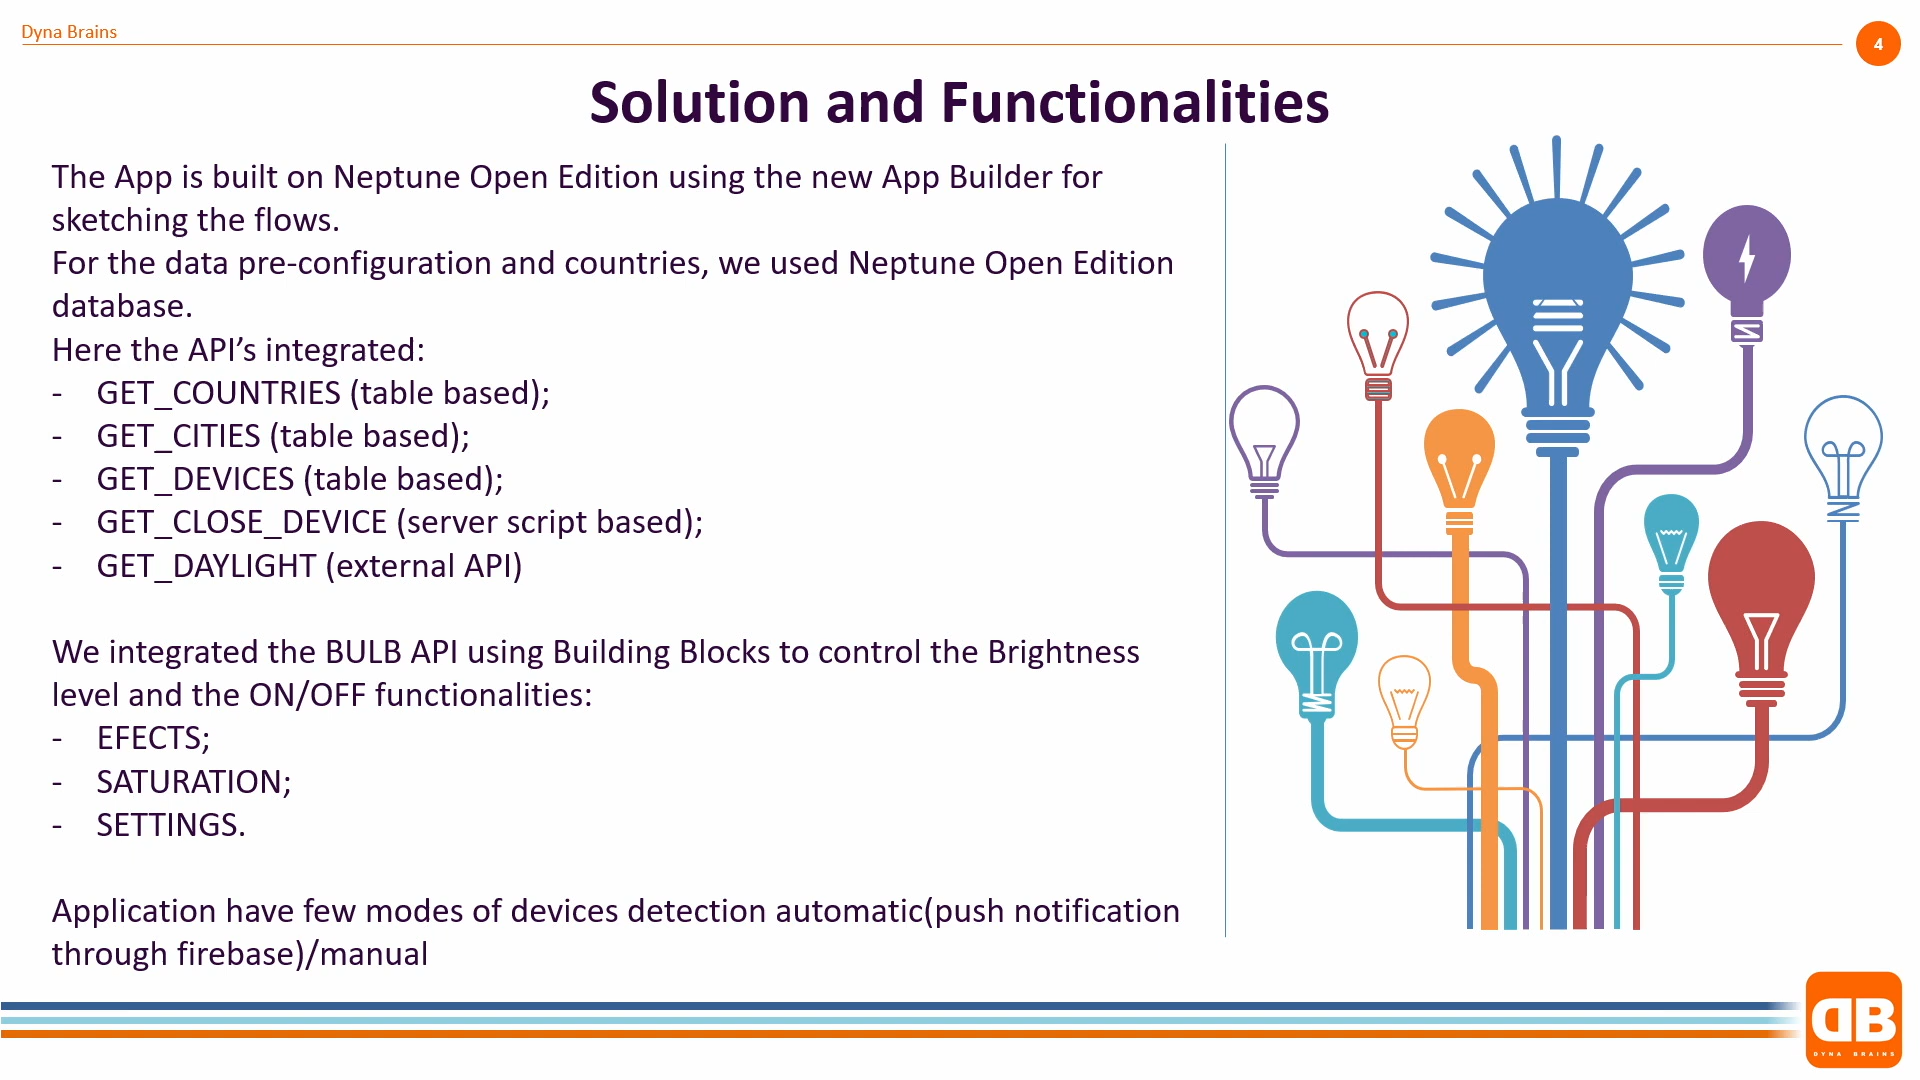 Dyna Brains
4
Solution and Functionalities
The App is built on Neptune Open Edition using the new App Builder for
sketching the flows.
For the data pre-configuration and countries, we used Neptune Open Edition
database.
Here the API’s integrated:
- GET_COUNTRIES (table based);
- GET_CITIES (table based);
- GET_DEVICES (table based);
- GET_CLOSE_DEVICE (server script based);
- GET_DAYLIGHT (external API)
We integrated the BULB API using Building Blocks to control the Brightness
level and the ON/OFF functionalities:
- EFECTS;
- SATURATION;
- SETTINGS.
Application have few modes of devices detection automatic(push notification
through firebase)/manual
DB
DYNA BRAINS